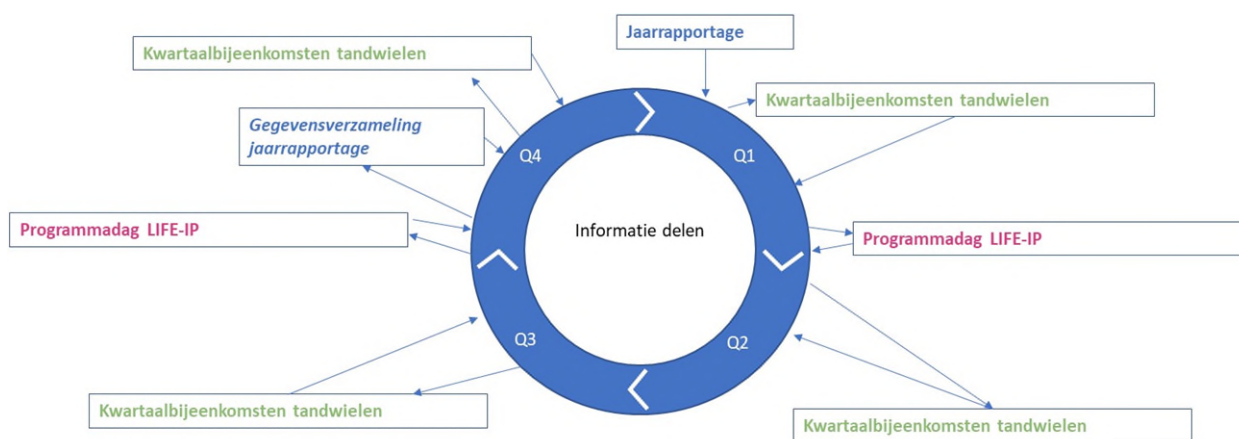 Jaarrapportage
Kwartaalbijeenkomsten tandwielen
Kwartaalbijeenkomsten tandwielen
Gegevensverzameling
jaarrapportage
Q4
Q1
Programmadag LIFE-IP
Informatie delen
Programmadag LIFE-IP
Q3
Q2
Kwartaalbijeenkomsten tandwielen
Kwartaalbijeenkomsten tandwielen